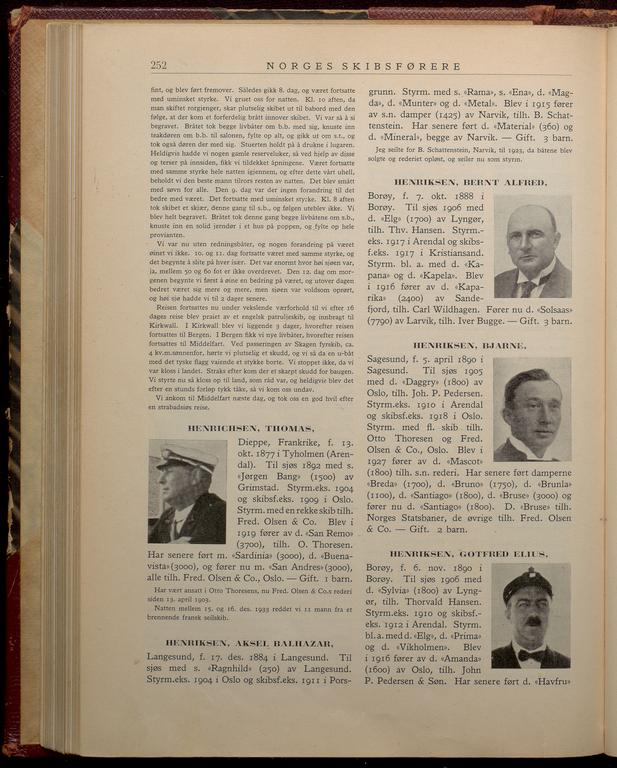 252
NORGES SKIBSFØRERE
fint, og blev ført fremover. Således gikk 8. dag, og været fortsatte
med uminsket styrke. Vi gruet oss for natten. Kl. 10 aften, da
man skiftet rorgjenger, skar plutselig skibet ut til babord med den
følge, at der kom et forferdelig brått innover skibet. Vi var så å si
begravet. Bråtet tok begge livbåter om b.b. med sig, knuste inn
teakdøren om b.b. til salonen, fylte op alt, og gikk ut om s.t., og
tok også døren der med sig. Stuerten holdt på å drukne i lugaren.
Heldigvis hadde vi nogen gamle reserveluker, så ved hjelp av disse
og terser på innsiden, fikk vi tildekket åpningene. Været fortsatte
med samme styrke hele natten igjennem, og efter dette vårt uhell,
beholdt vi den beste mann tilrors resten av natten. Det blev smått
med søvn for alle. Den 9. dag var der ingen forandring til det
bedre med været. Det fortsatte med uminsket styrke. Kl. 8 aften
tok skibet et skjær, denne gang til s.b., og følgen uteblev ikke. Vi
blev helt begravet. Bråtet tok denne gang begge livbåtene om s.b.,
knuste inn en solid jerndør i et hus på poppen, og fylte op hele
provianten.
Vi var nu uten redningsbåter, og nogen forandring på været
øinet vi ikke. 10. og 11. dag fortsatte været med samme styrke, og
det begynte å slite på hver især. Det var enormt hvor høi sjøen var,
ja, mellem 50 og 60 fot er ikke overdrevet. Den 12. dag om mor-
genen begynte vi først å øine en bedring på været, og utover dagen
bedret været sig mere og mere, men sjøen var voldsom oprørt,
og høi sjø hadde vi til 2 dager senere.
Reisen fortsattes nu under vekslende værforhold til vi efter 16
dages reise blev praiet av et engelsk patruljeskib, og innbragt til
Kirkwall. I Kirkwall blev vi liggende 3 dager, hvorefter reisen
fortsattes til Bergen. I Bergen fikk vi nye livbåter, hvorefter reisen
fortsattes til Middelfart. Ved passeringen av Skagen fyrskib, ca.
4 kv.m.sønnenfor, hørte vi plutselig et skudd, og vi så da en u-båt
med det tyske flagg vaiende et stykke borte. Vi stoppet ikke, da vi
var kloss i landet. Straks efter kom der et skarpt skudd for baugen.
Vi styrte nu så kloss op til land, som råd var, og heldigvis blev det
efter en stunds forløp tykk tåke, så vi kom oss undav.
Vi ankom til Middelfart næste dag, og tok oss en god hvil efter
en strabadsiøs reise.
HENRICHSEN, THOMAS,
Dieppe, Frankrike, f. 13.
okt. 1877 i Tyholmen (Aren-
dal). Til sjøs 1892 med s.
«Jørgen Bang» (1500) av
Grimstad. Styrm.eks. 1904
og skibsf.eks. 1909 i Oslo.
Styrm. med en rekke skib tilh.
Fred. Olsen & Co. Blev i
1919 fører av d. «San Remo»
(3700), tilh. O. Thoresen.
Har senere ført m. «Sardinia» (3000), d. «Buena-
vista» (3000), og fører nu m. «San Andres» (3000),
alle tilh. Fred. Olsen & Co., Oslo. — Gift. 1 barn.
Har vært ansatt i Otto Thoresens, nu Fred. Olsen & Co.s rederi
siden 13. april 1903.
Natten mellem 15. og 16. des. 1933 reddet vi 11 mann fra et
brennende fransk seilskib.
HENRIKSEN, AKSEL BALHAZAR,
Langesund, f. 17. des. 1884 i Langesund. Til
sjøs med s. «Ragnhild» (250) av Langesund.
Styrm.eks. 1904 i Oslo og skibsf.eks. 1911 i Pors-
grunn. Styrm. med s. «Rama», s. «Ena», d. «Mag-
da», d. «Munter» og d. «Metal». Blev i 1915 fører
av s.n. damper (1425) av Narvik, tilh. B. Schat-
tenstein. Har senere ført d. «Material» (360) og
d. «Mineral», begge av Narvik. — Gift. 3 barn.
Jeg seilte for B. Schattenstein, Narvik, til 1923, da båtene blev
solgte og rederiet opløst, og seiler nu som styrm.
HENRIKSEN, BERNT ALFRED,
Borøy, f. 7. okt. 1888 i
Borøy. Til sjøs 1906 med
d. «Elg» (1700) av Lyngør,
tilh. Thv. Hansen. Styrm.-
eks. 1917 i Arendal og skibs-
f.eks. 1917 i Kristiansand.
Styrm. bl. a. med d. «Ka-
pana» og d. «Kapela». Blev
i 1916 fører av d. «Kapa-
rika» (2400) av Sande-
fjord, tilh. Carl Wildhagen. Fører nu d. «Solsaas»
(7790) av Larvik, tilh. Iver Bugge. — Gift. 3 barn.
HENRIKSEN, BJARNE,
Sagesund, f. 5. april 1890 i
Sagesund. Til sjøs 1905
med d. «Daggry» (1800) av
Oslo, tilh. Joh. P. Pedersen.
Styrm.eks. 1910 i Arendal
og skibsf.eks. 1918 i Oslo.
Styrm. med fl. skib tilh.
Otto Thoresen og Fred.
Olsen & Co., Oslo. Blev i
1927 fører av d. «Mascot»
(1800) tilh. s.n. rederi. Har senere ført damperne
«Breda» (1700), d. «Bruno» (1750), d. «Brunla»
(1100), d. «Santiago» (1800), d. «Bruse» (3000) og
fører nu d. «Santiago» (1800). D. «Bruse» tilh.
Norges Statsbaner, de øvrige tilh. Fred. Olsen
& Co. — Gift. 2 barn.
HENRIKSEN, GOTFRED ELIUS,
Borøy, f. 6. nov. 1890 i
Borøy. Til sjøs 1906 med
d. «Sylvia» (1800) av Lyng-
ør, tilh. Thorvald Hansen.
Styrm.eks. 1910 og skibsf.-
eks. 1912 i Arendal. Styrm.
bl. a. med d. «Elg», d. «Prima»
og d. «Vikholmen». Blev
i 1916 fører av d. «Amanda»
(1600) av Oslo, tilh. John
P. Pedersen & Søn. Har senere ført d. «Havfru»